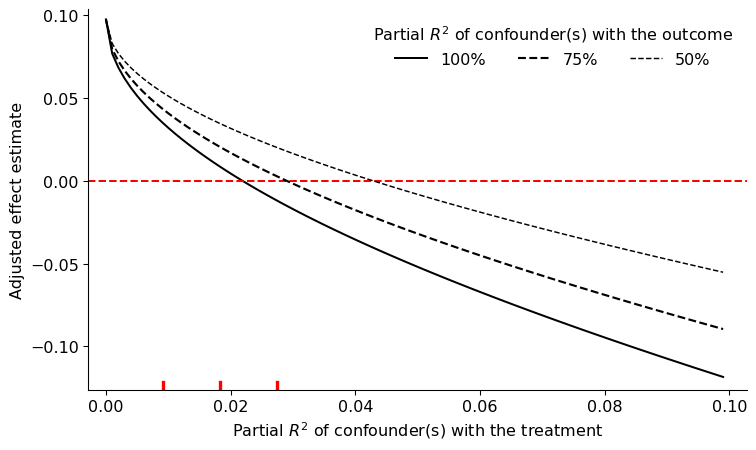 Partial R² of confounder(s) with the outcome
100% 75% 50%
Adjusted effect estimate
0.10
0.05
0.00
−0.05
−0.10
0.00 0.02 0.04 0.06 0.08 0.10
Partial R² of confounder(s) with the treatment